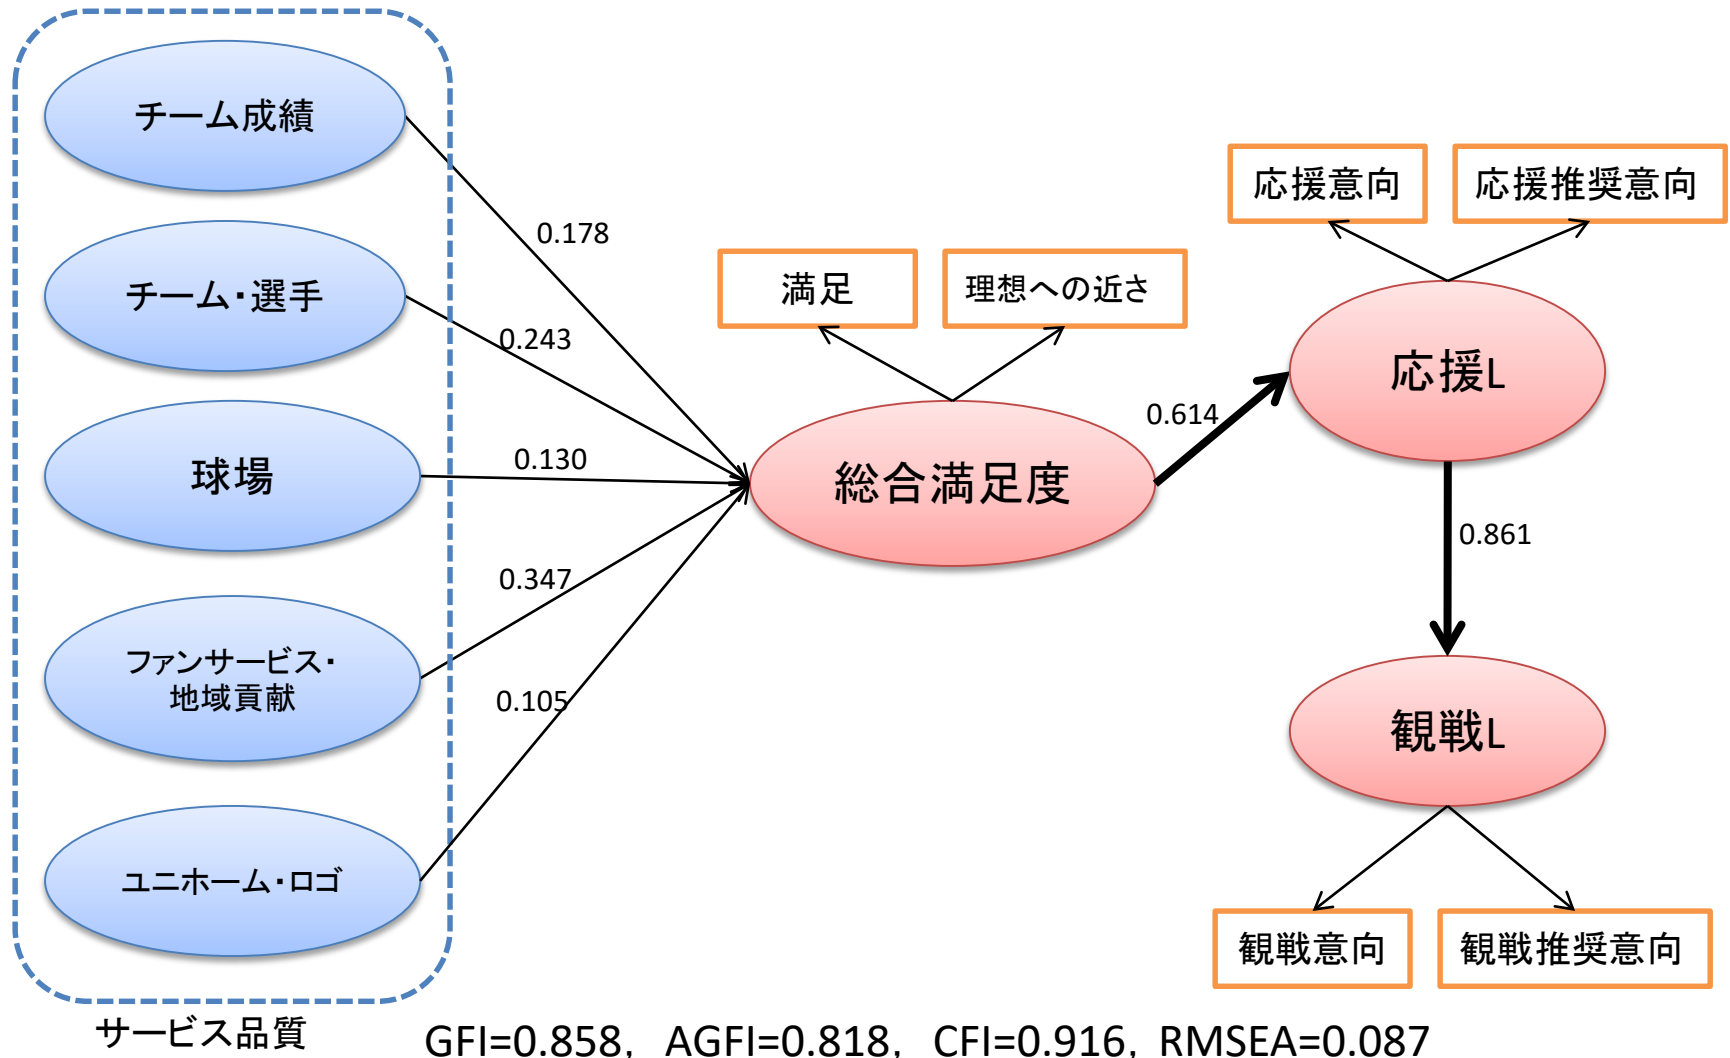 チーム成績
チーム・選手
球場
ファンサービス・
地域貢献
ユニホーム・ロゴ
サービス品質
0.178
0.243
0.130
0.347
0.105
満足
理想への近さ
総合満足度
0.614
応援意向
応援推奨意向
応援L
0.861
観戦L
観戦意向
観戦推奨意向
GFI=0.858, AGFI=0.818, CFI=0.916, RMSEA=0.087